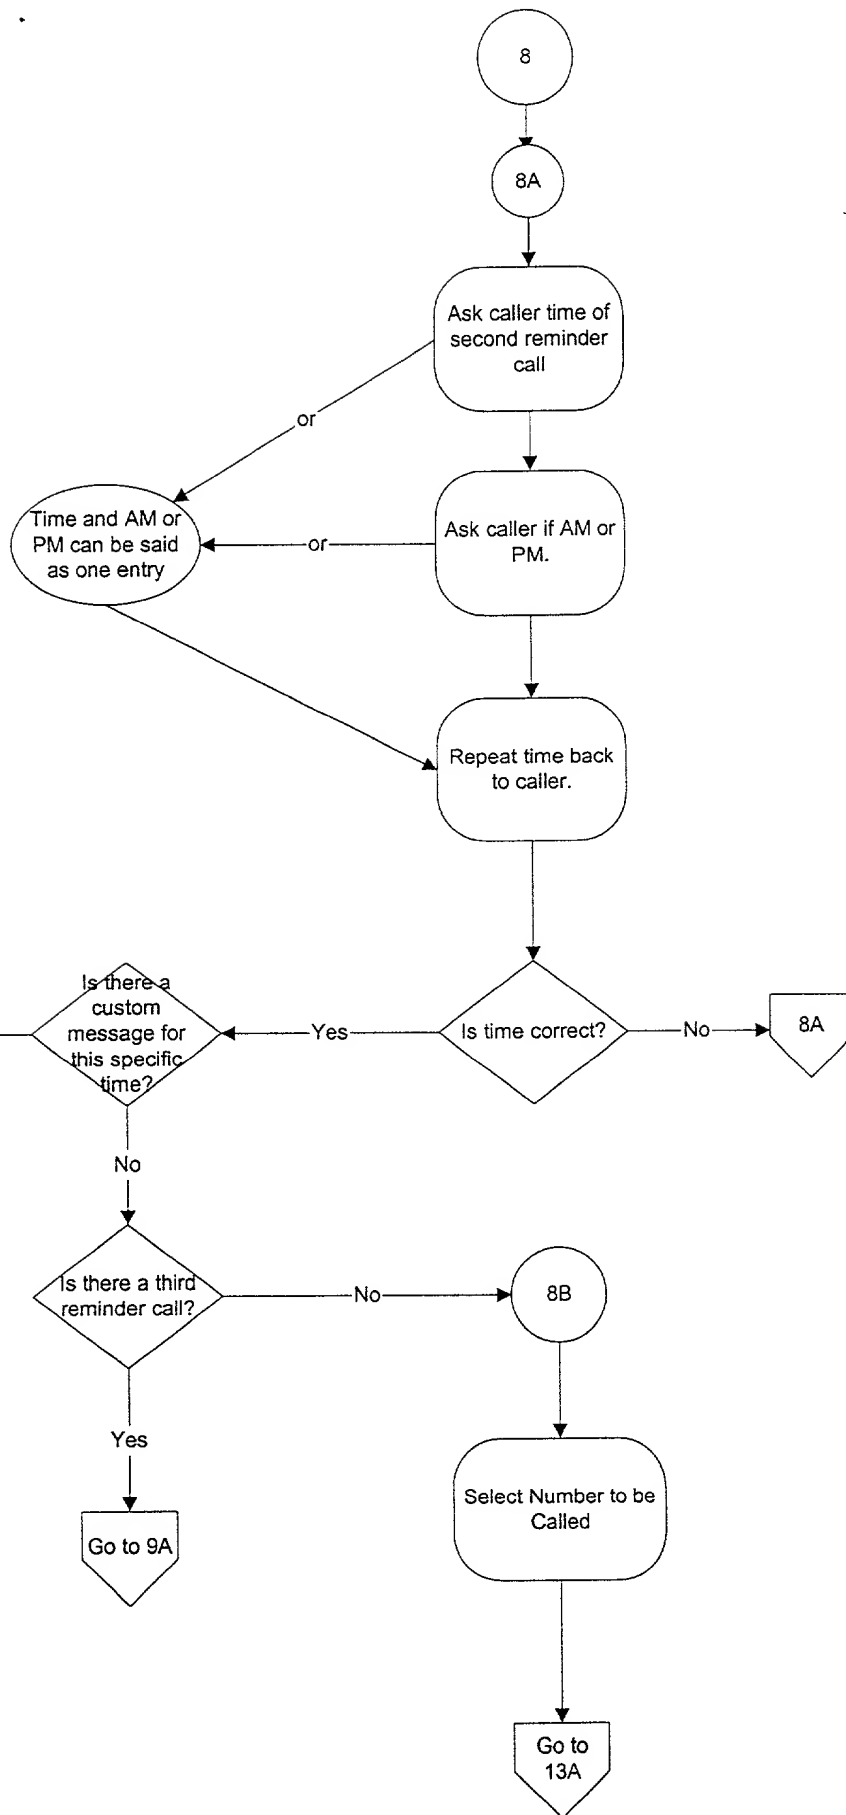 8
8A
Ask caller time of
second reminder
call
or
Time and AM or
PM can be said
as one entry
or
Ask caller if AM or
PM.
Repeat time back
to caller.
Is there a
custom
message for
this specific
time?
Yes
Is time correct?
No
8A
No
Is there a third
reminder call?
No
8B
Yes
Go to 9A
Select Number to be
Called
Go to
13A